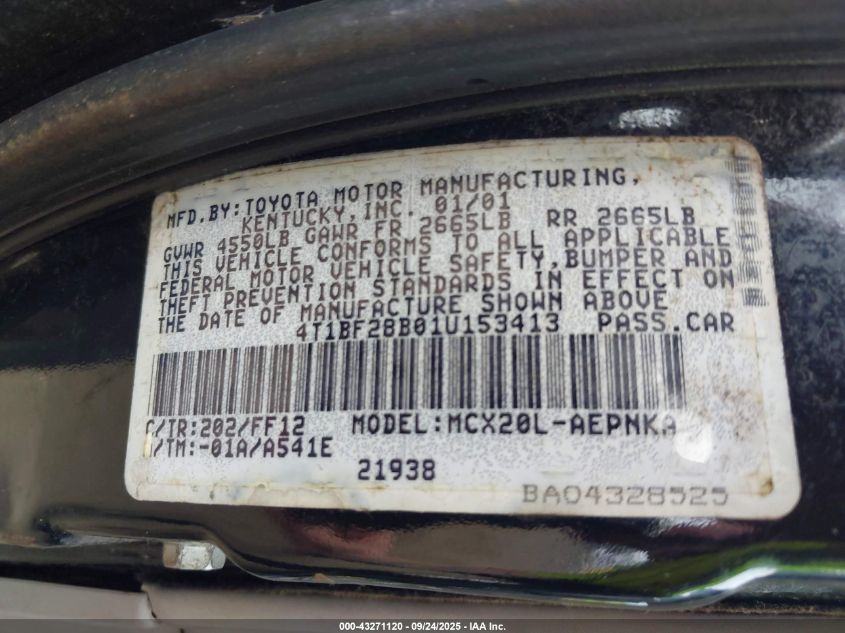 MFD.BY:TOYOTA MOTOR MANUFACTURING,
KENTUCKY,INC. 01/01
GVWR 4550LB GAWR FR 2665LB RR 2665LB
THIS VEHICLE CONFORMS TO ALL APPLICABLE
FEDERAL MOTOR VEHICLE SAFETY,BUMPER AND
THEFT PREVENTION STANDARDS IN EFFECT ON
THE DATE OF MANUFACTURE SHOWN ABOVE
4T1BF28B01U153413 PASS.CAR
/TR:202/FF12 MODEL:MCX20L-AEPNKA
/TM:-01A/A541E
21938
BA04328525
000-43271120 - 09/24/2025 - IAA Inc.